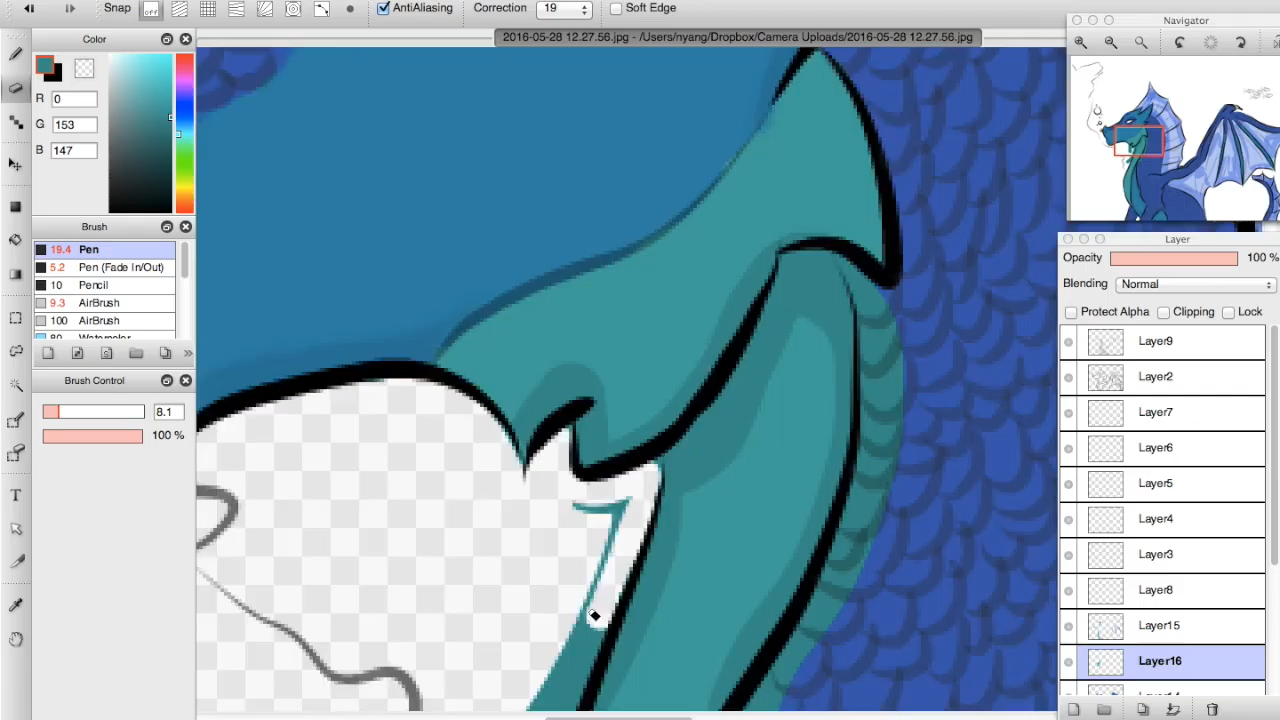 Snap off AntiAliasing Correction 19 Soft Edge
2016-05-28 12.27.56.jpg - /Users/nyang/Dropbox/Camera Uploads/2016-05-28 12.27.56.jpg
Navigator
Color
R 0
G 153
B 147
Brush
19.4 Pen
5.2 Pen (Fade In/Out)
10 Pencil
9.3 AirBrush
100 AirBrush
80 Watercolor
Brush Control
8.1
100 %
Layer
Opacity 100 %
Blending Normal
Protect Alpha Clipping Lock
Layer9
Layer2
Layer7
Layer6
Layer5
Layer4
Layer3
Layer8
Layer15
Layer16
Layer14